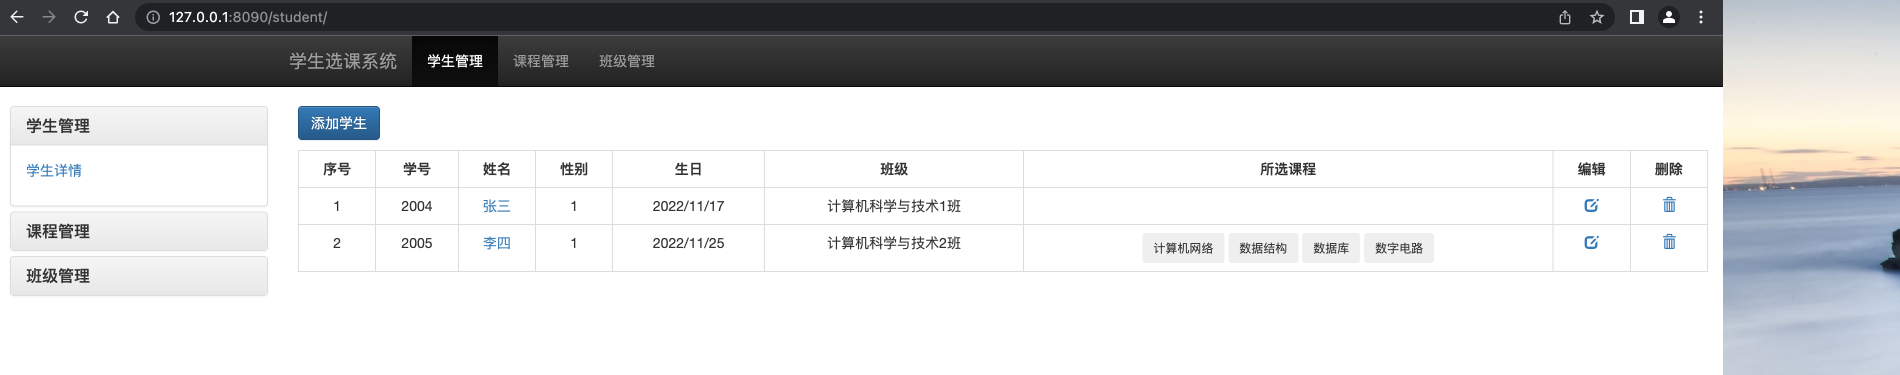 127.0.0.1:8090/student/
学生选课系统 学生管理 课程管理 班级管理
学生管理
学生详情
课程管理
班级管理
添加学生
序号 学号 姓名 性别 生日 班级 所选课程 编辑 删除
1 2004 张三 1 2022/11/17 计算机科学与技术1班
2 2005 李四 1 2022/11/25 计算机科学与技术2班 计算机网络 数据结构 数据库 数字电路